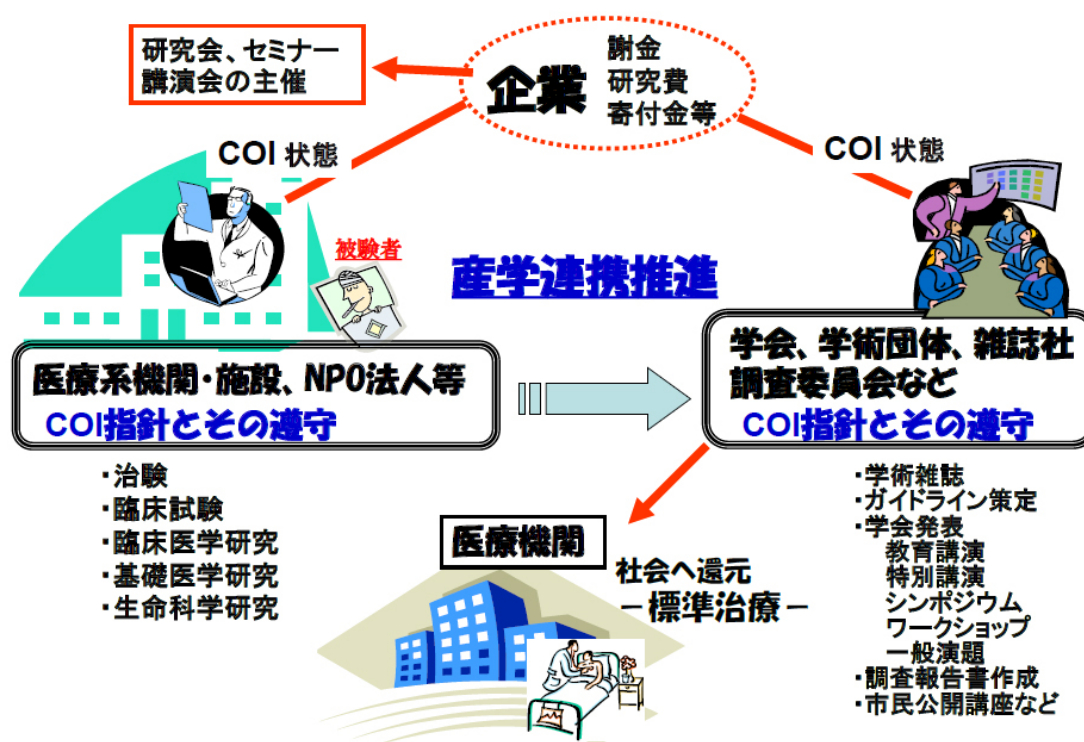 研究会、セミナー
講演会の主催
企業
謝金
研究費
寄付金等
COI 状態
COI 状態
被験者
産学連携推進
医療系機関・施設、NPO法人等
COI指針とその遵守
学会、学術団体、雑誌社
調査委員会など
COI指針とその遵守
・治験
・臨床試験
・臨床医学研究
・基礎医学研究
・生命科学研究
医療機関
社会へ還元
－標準治療－
・学術雑誌
・ガイドライン策定
・学会発表
教育講演
特別講演
シンポジウム
ワークショップ
一般演題
・調査報告書作成
・市民公開講座など